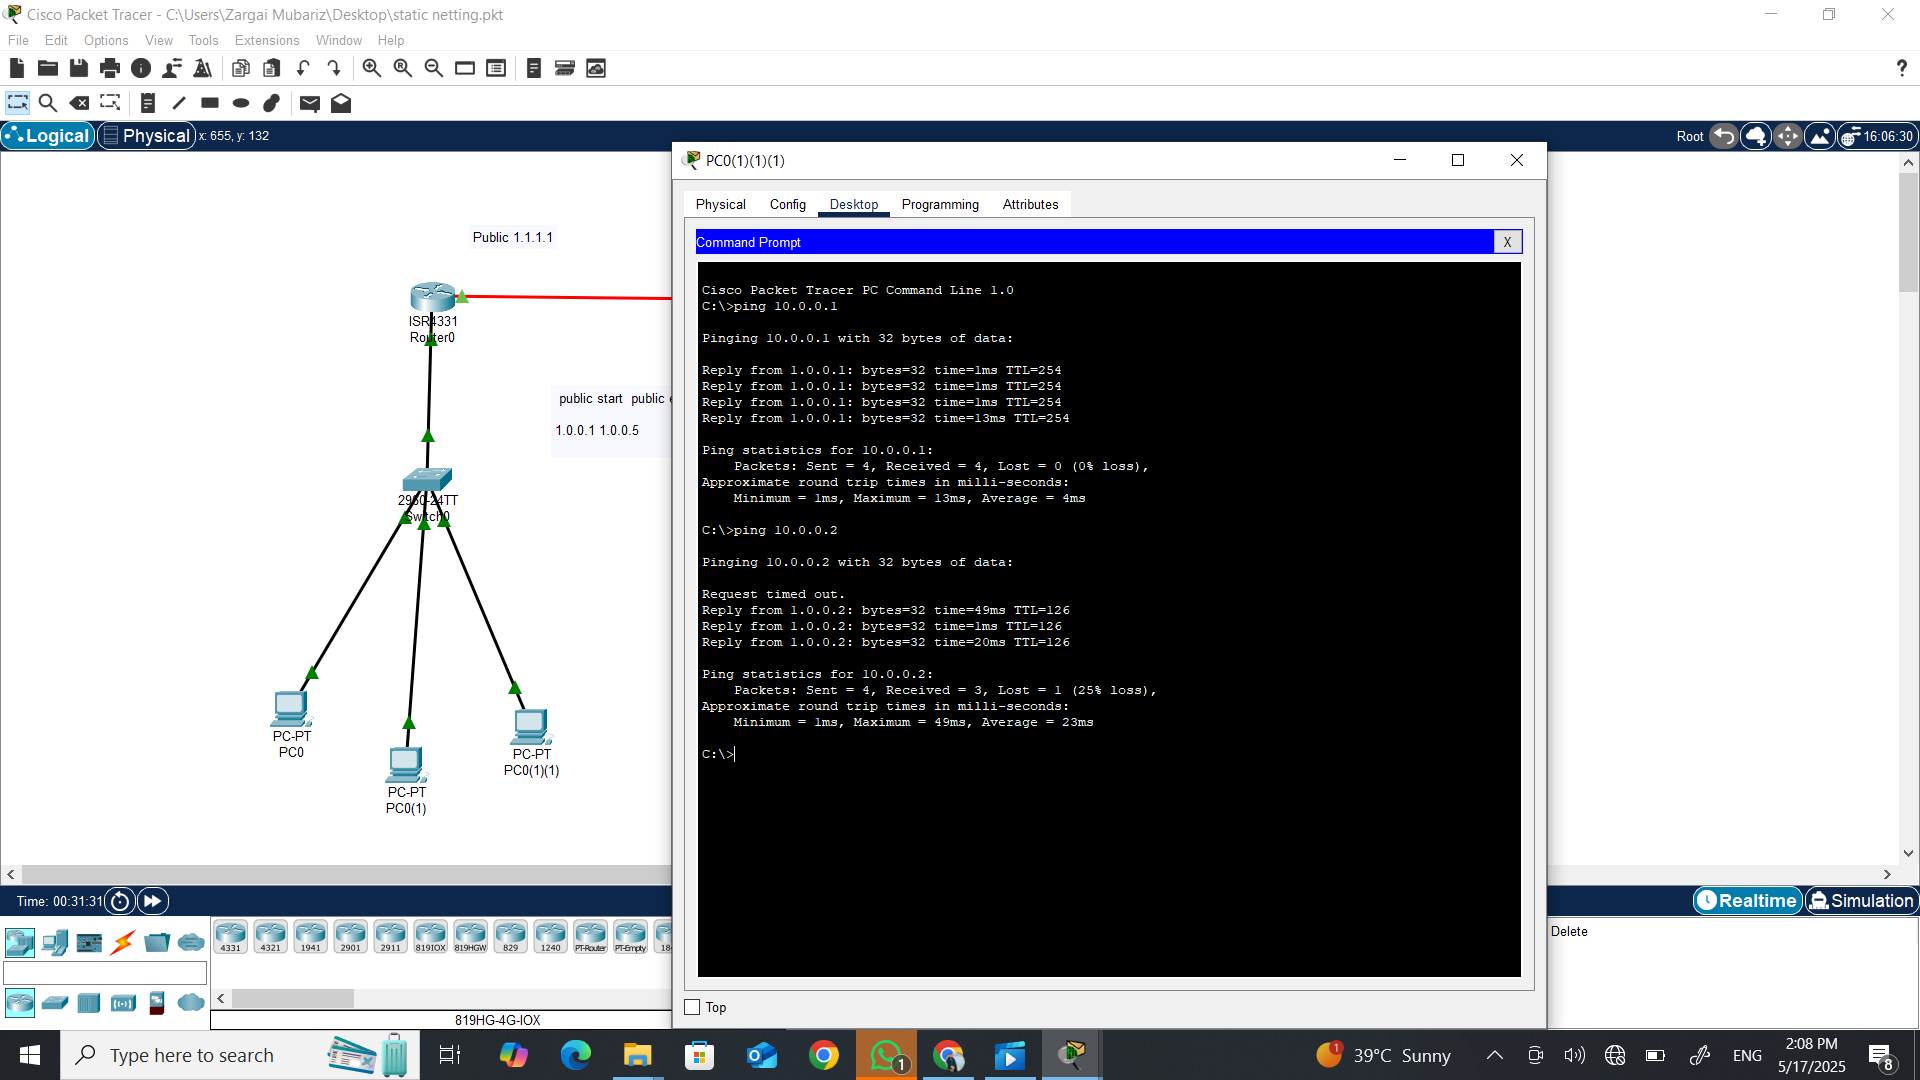 Cisco Packet Tracer - C:\Users\Zargai Mubariz\Desktop\static netting.pkt
File Edit Options View Tools Extensions Window Help
?
Logical Physical x: 655, y: 132
Root 16:06:30
Public 1.1.1.1
ISR4331
Router0
public start public
1.0.0.1 1.0.0.5
2960-24TT
Switch0
PC-PT
PC0
PC-PT
PC0(1)
PC-PT
PC0(1)(1)
PC0(1)(1)(1)
Physical Config Desktop Programming Attributes
Command Prompt
X
Cisco Packet Tracer PC Command Line 1.0
C:\>ping 10.0.0.1
Pinging 10.0.0.1 with 32 bytes of data:
Reply from 1.0.0.1: bytes=32 time=1ms TTL=254
Reply from 1.0.0.1: bytes=32 time=1ms TTL=254
Reply from 1.0.0.1: bytes=32 time=1ms TTL=254
Reply from 1.0.0.1: bytes=32 time=13ms TTL=254
Ping statistics for 10.0.0.1:
Packets: Sent = 4, Received = 4, Lost = 0 (0% loss),
Approximate round trip times in milli-seconds:
Minimum = 1ms, Maximum = 13ms, Average = 4ms
C:\>ping 10.0.0.2
Pinging 10.0.0.2 with 32 bytes of data:
Request timed out.
Reply from 1.0.0.2: bytes=32 time=49ms TTL=126
Reply from 1.0.0.2: bytes=32 time=1ms TTL=126
Reply from 1.0.0.2: bytes=32 time=20ms TTL=126
Ping statistics for 10.0.0.2:
Packets: Sent = 4, Received = 3, Lost = 1 (25% loss),
Approximate round trip times in milli-seconds:
Minimum = 1ms, Maximum = 49ms, Average = 23ms
C:\>
Top
Time: 00:31:31
Realtime Simulation
4331 4321 1941 2901 2911 819IOX 819HGW 829 1240 PT-Router PT-Empty
819HG-4G-IOX
Delete
Type here to search
1
1
39°C Sunny
ENG
2:08 PM
5/17/2025
8